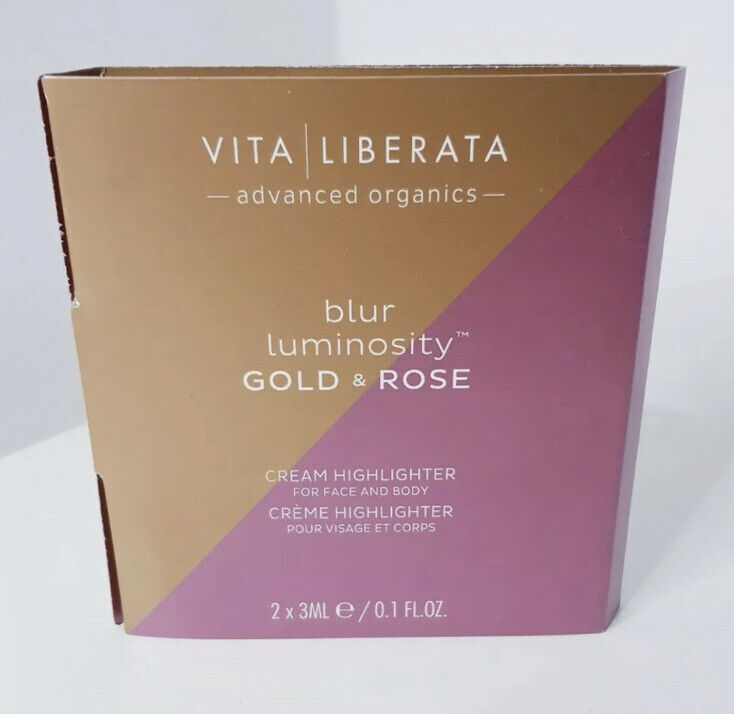 VITA | LIBERATA
— advanced organics —
blur
luminosity™
GOLD & ROSE
CREAM HIGHLIGHTER
FOR FACE AND BODY
CRÈME HIGHLIGHTER
POUR VISAGE ET CORPS
2 x 3ML ℮ / 0.1 FL.OZ.